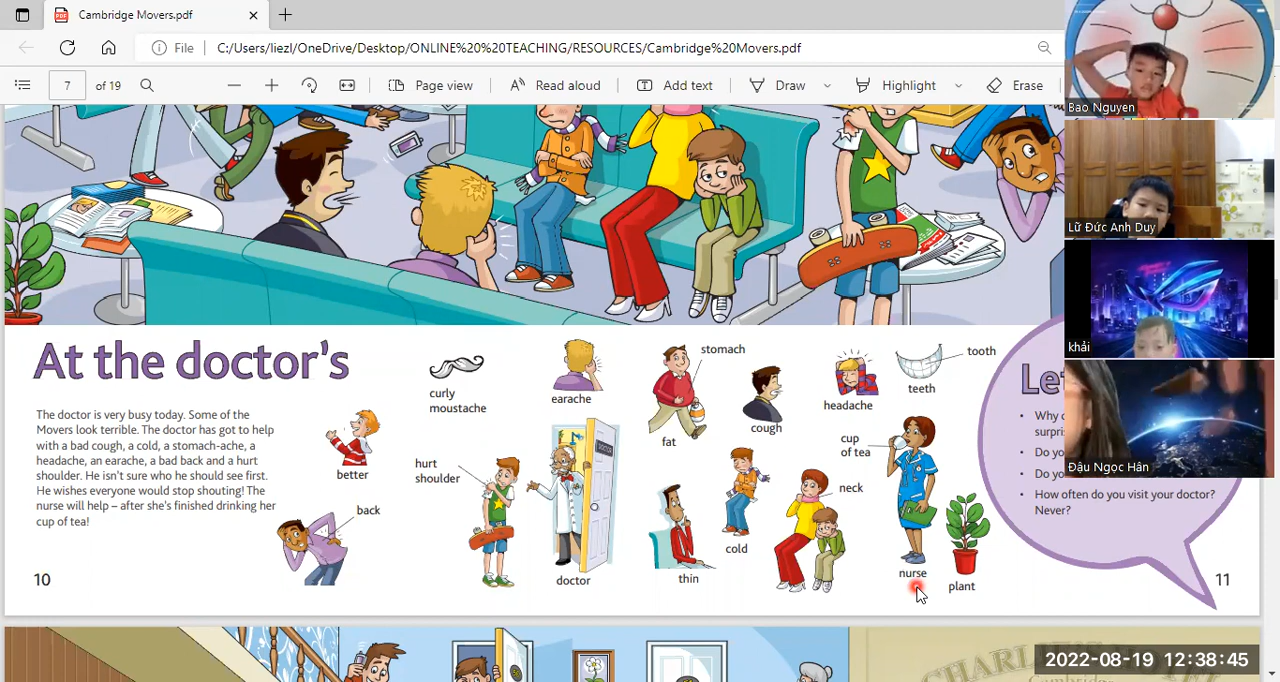 Cambridge Movers.pdf
File
C:/Users/liezl/OneDrive/Desktop/ONLINE%20%20TEACHING/RESOURCES/Cambridge%20Movers.pdf
7 of 19
Page view
Read aloud
Add text
Draw
Highlight
Erase
Bao Nguyen
Lữ Đức Anh Duy
khải
Đậu Ngọc Hân
At the doctor's
The doctor is very busy today. Some of the
Movers look terrible. The doctor has got to help
with a bad cough, a cold, a stomach-ache, a
headache, an earache, a bad back and a hurt
shoulder. He isn't sure who he should see first.
He wishes everyone would stop shouting! The
nurse will help – after she's finished drinking her
cup of tea!
better
back
curly
moustache
earache
stomach
fat
cough
headache
tooth
teeth
hurt
shoulder
DOCTOR
doctor
thin
cold
neck
cup
of tea
nurse
plant
Le
• Why
surpri
• Do yo
• Do yo
• How often do you visit your doctor?
Never?
10
11
2022-08-19 12:38:45